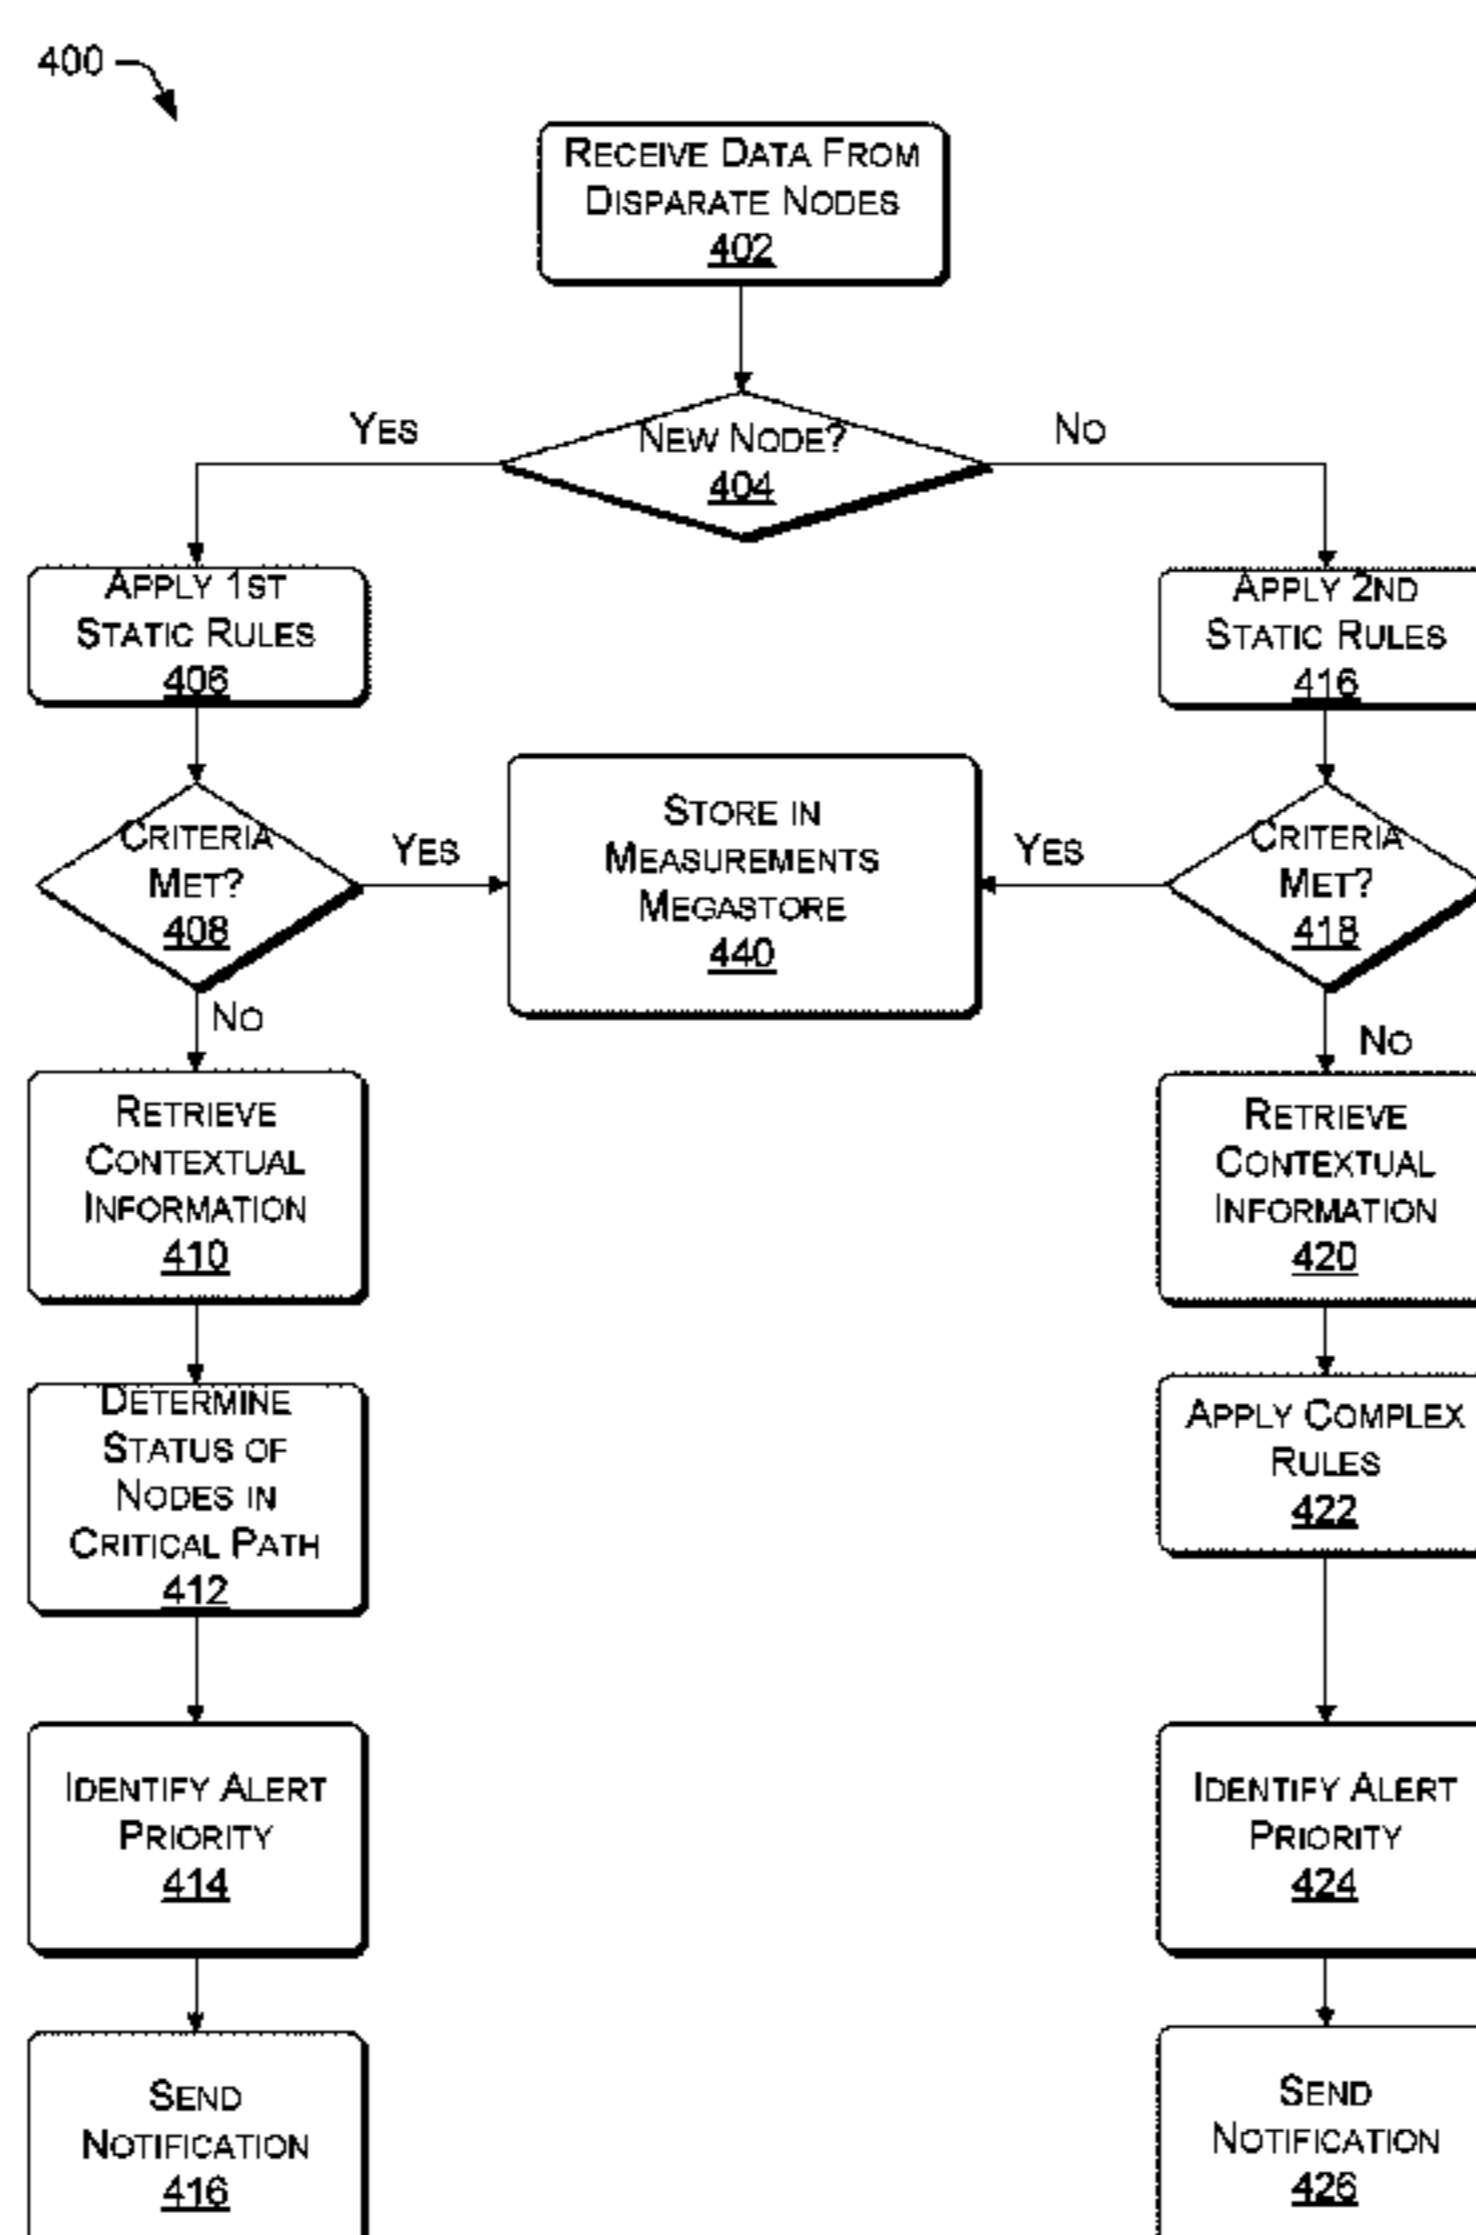 400
RECEIVE DATA FROM
DISPARATE NODES
402
YES
NEW NODE?
404
NO
APPLY 1ST
STATIC RULES
406
APPLY 2ND
STATIC RULES
416
CRITERIA
MET?
408
YES
STORE IN
MEASUREMENTS
MEGASTORE
440
YES
CRITERIA
MET?
418
NO
NO
RETRIEVE
CONTEXTUAL
INFORMATION
410
RETRIEVE
CONTEXTUAL
INFORMATION
420
DETERMINE
STATUS OF
NODES IN
CRITICAL PATH
412
APPLY COMPLEX
RULES
422
IDENTIFY ALERT
PRIORITY
414
IDENTIFY ALERT
PRIORITY
424
SEND
NOTIFICATION
416
SEND
NOTIFICATION
426